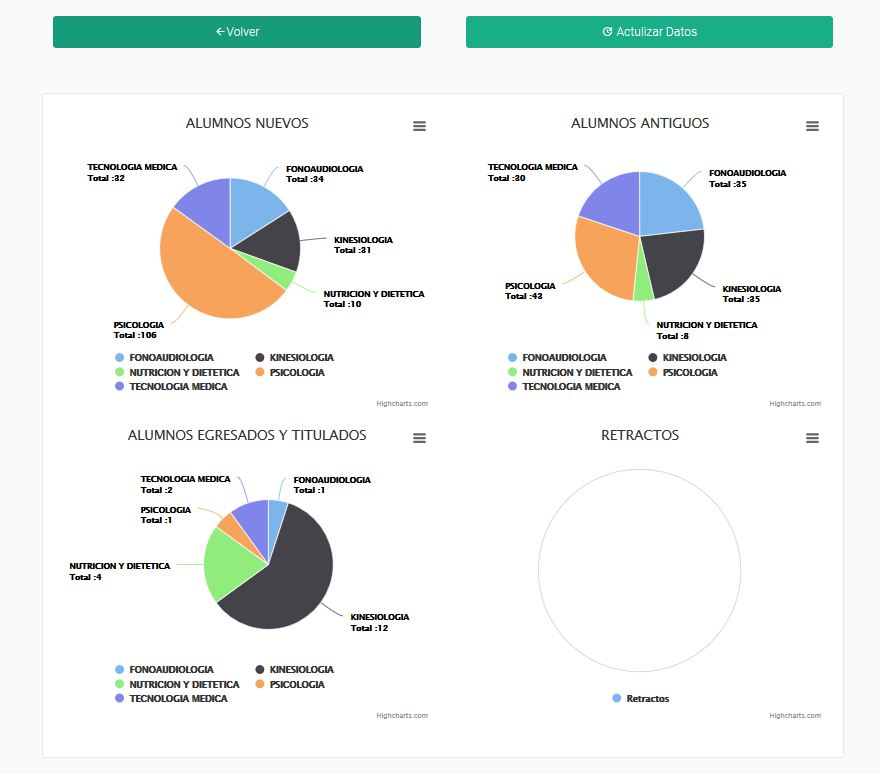 Volver
Actulizar Datos
ALUMNOS NUEVOS
TECNOLOGIA MEDICA
Total :32
FONOAUDIOLOGIA
Total :34
KINESIOLOGIA
Total :31
NUTRICION Y DIETETICA
Total :10
PSICOLOGIA
Total :106
FONOAUDIOLOGIA
KINESIOLOGIA
NUTRICION Y DIETETICA
PSICOLOGIA
TECNOLOGIA MEDICA
Highcharts.com
ALUMNOS ANTIGUOS
TECNOLOGIA MEDICA
Total :30
FONOAUDIOLOGIA
Total :35
PSICOLOGIA
Total :43
KINESIOLOGIA
Total :35
NUTRICION Y DIETETICA
Total :8
FONOAUDIOLOGIA
KINESIOLOGIA
NUTRICION Y DIETETICA
PSICOLOGIA
TECNOLOGIA MEDICA
Highcharts.com
ALUMNOS EGRESADOS Y TITULADOS
TECNOLOGIA MEDICA
Total :2
FONOAUDIOLOGIA
Total :1
PSICOLOGIA
Total :1
NUTRICION Y DIETETICA
Total :4
KINESIOLOGIA
Total :12
FONOAUDIOLOGIA
KINESIOLOGIA
NUTRICION Y DIETETICA
PSICOLOGIA
TECNOLOGIA MEDICA
Highcharts.com
RETRACTOS
Retractos
Highcharts.com